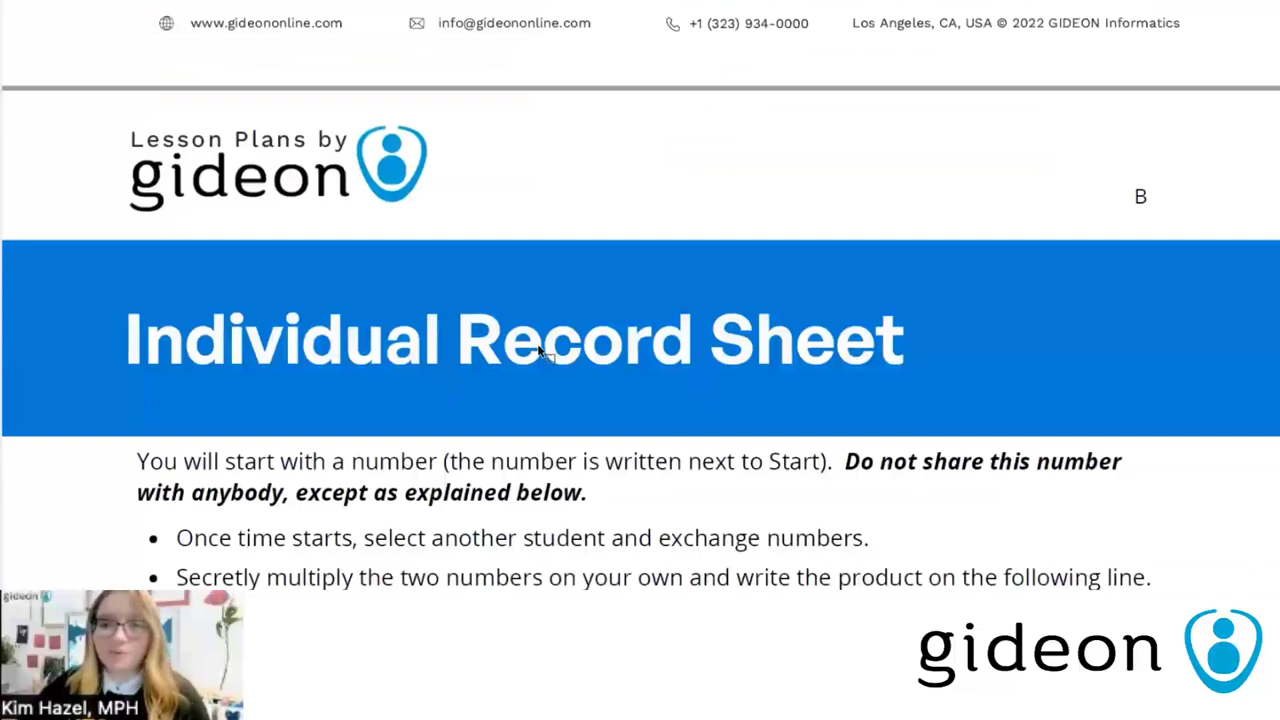 www.gideononline.com
info@gideononline.com
+1 (323) 934-0000
Los Angeles, CA, USA © 2022 GIDEON Informatics
Lesson Plans by
gideon
B
Individual Record Sheet
You will start with a number (the number is written next to Start). Do not share this number
with anybody, except as explained below.
• Once time starts, select another student and exchange numbers.
• Secretly multiply the two numbers on your own and write the product on the following line.
gideon
Kim Hazel, MPH
gideon